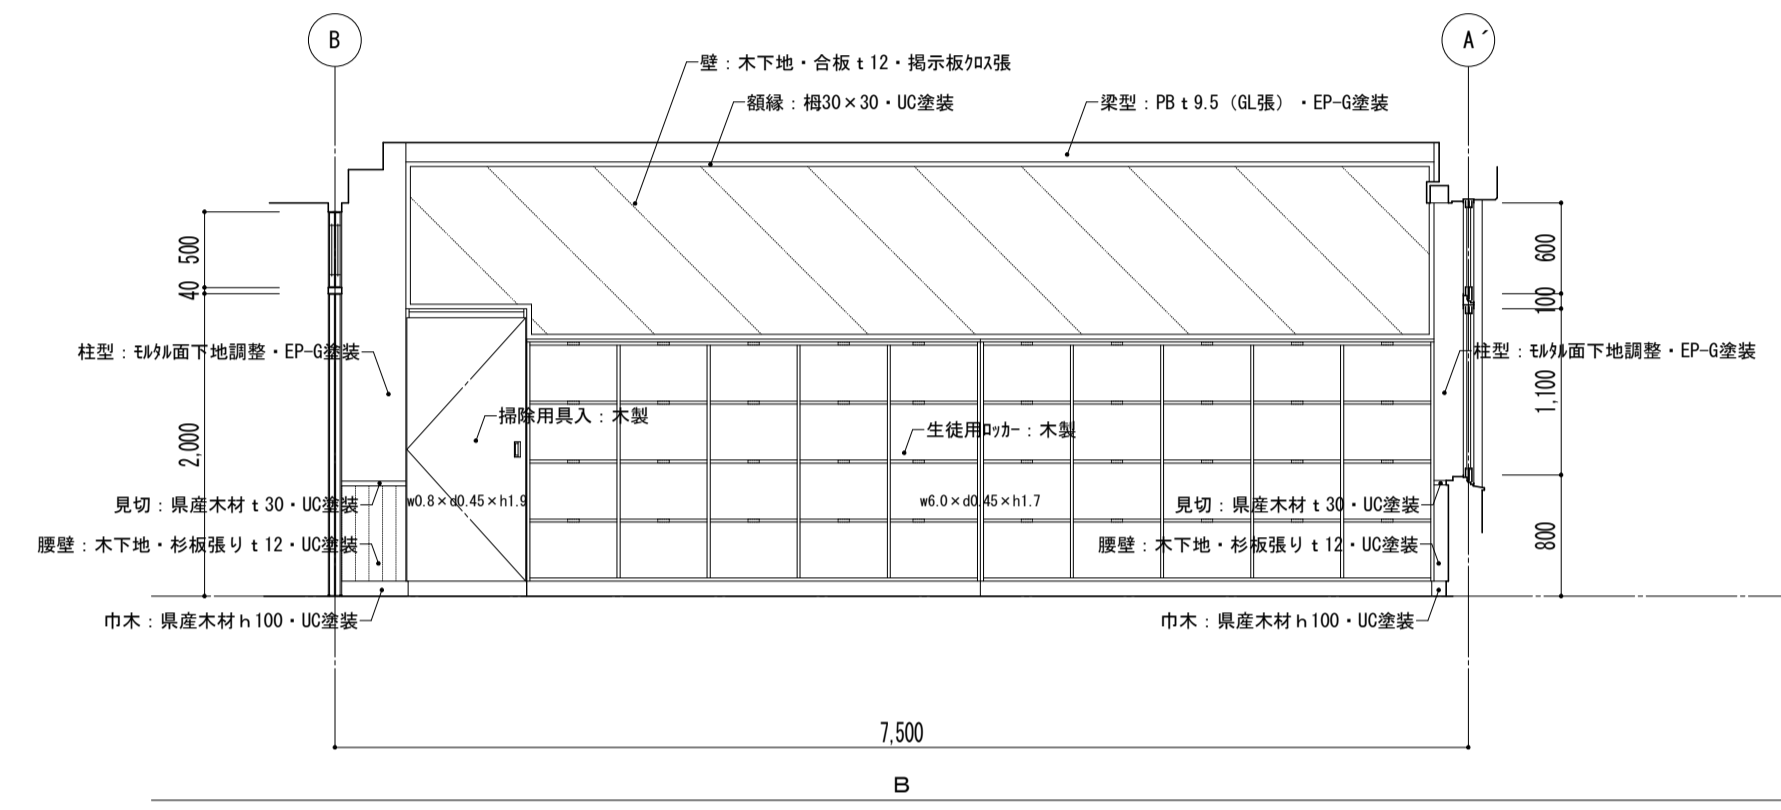 B
A´
壁：木下地・合板ｔ12・掲示板ｸﾛｽ張
額縁：栂30×30・UC塗装
梁型：PBｔ9.5（GL張）・EP-G塗装
500
600
40
100
柱型：ﾓﾙﾀﾙ面下地調整・EP-G塗装
柱型：ﾓﾙﾀﾙ面下地調整・EP-G塗装
1,100
掃除用具入：木製
生徒用ﾛｯｶｰ：木製
2,000
w0.8×d0.45×h1.9
w6.0×d0.45×h1.7
見切：県産木材ｔ30・UC塗装
見切：県産木材ｔ30・UC塗装
腰壁：木下地・杉板張りｔ12・UC塗装
腰壁：木下地・杉板張りｔ12・UC塗装
800
巾木：県産木材ｈ100・UC塗装
巾木：県産木材ｈ100・UC塗装
7,500
B